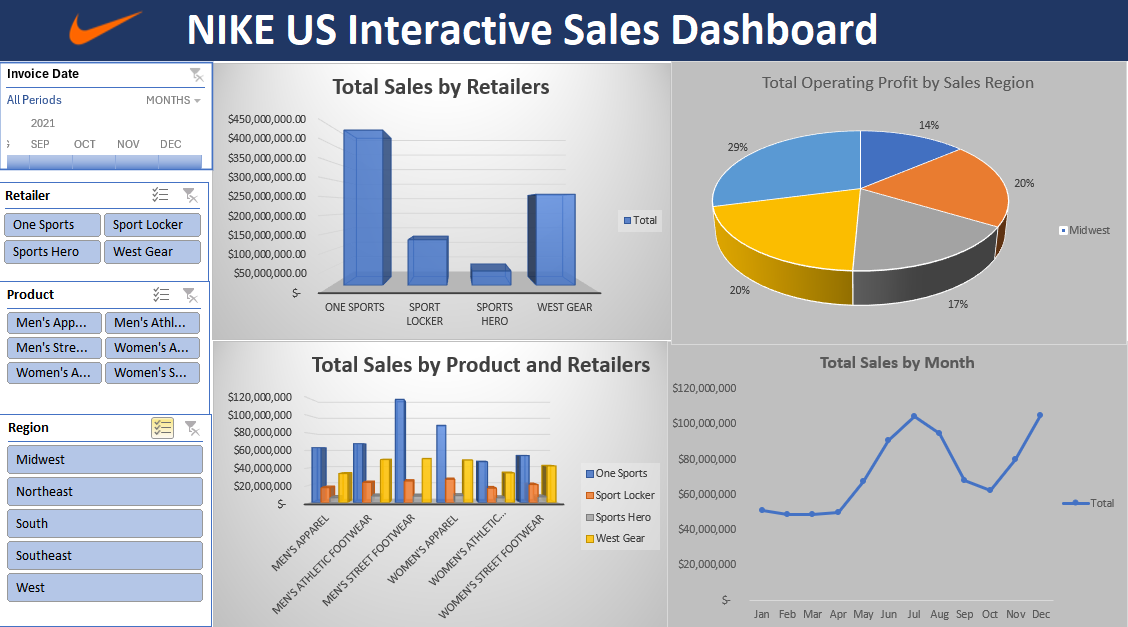 NIKE US Interactive Sales Dashboard
Invoice Date
All Periods
MONTHS
2021
SEP OCT NOV DEC
Retailer
One Sports
Sport Locker
Sports Hero
West Gear
Product
Men's App...
Men's Athl...
Men's Stre...
Women's A...
Women's A...
Women's S...
Region
Midwest
Northeast
South
Southeast
West
Total Sales by Retailers
$450,000,000.00
$400,000,000.00
$350,000,000.00
$300,000,000.00
$250,000,000.00
$200,000,000.00
$150,000,000.00
$100,000,000.00
$50,000,000.00
$-
ONE SPORTS
SPORT
LOCKER
SPORTS
HERO
WEST GEAR
Total
Total Operating Profit by Sales Region
14%
20%
17%
20%
29%
Midwest
Total Sales by Product and Retailers
$120,000,000
$100,000,000
$80,000,000
$60,000,000
$40,000,000
$20,000,000
$-
MEN'S APPAREL
MEN'S ATHLETIC FOOTWEAR
MEN'S STREET FOOTWEAR
WOMEN'S APPAREL
WOMEN'S ATHLETIC...
WOMEN'S STREET FOOTWEAR
One Sports
Sport Locker
Sports Hero
West Gear
Total Sales by Month
$120,000,000
$100,000,000
$80,000,000
$60,000,000
$40,000,000
$20,000,000
$-
Jan Feb Mar Apr May Jun Jul Aug Sep Oct Nov Dec
Total